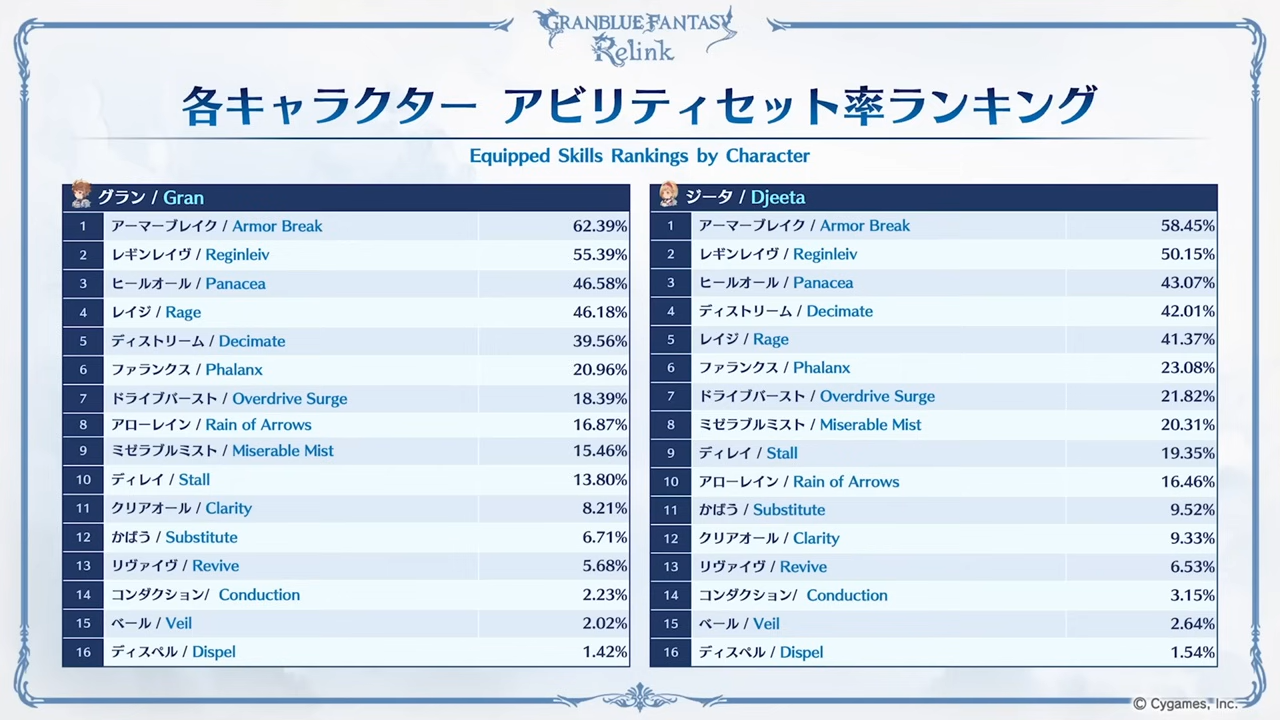 GRANBLUE FANTASY
Relink
各キャラクター アビリティセット率ランキング
Equipped Skills Rankings by Character
グラン / Gran
1 アーマーブレイク / Armor Break 62.39%
2 レギンレイヴ / Reginleiv 55.39%
3 ヒールオール / Panacea 46.58%
4 レイジ / Rage 46.18%
5 ディストリーム / Decimate 39.56%
6 ファランクス / Phalanx 20.96%
7 ドライブバースト / Overdrive Surge 18.39%
8 アローレイン / Rain of Arrows 16.87%
9 ミゼラブルミスト / Miserable Mist 15.46%
10 ディレイ / Stall 13.80%
11 クリアオール / Clarity 8.21%
12 かばう / Substitute 6.71%
13 リヴァイヴ / Revive 5.68%
14 コンダクション/ Conduction 2.23%
15 ベール / Veil 2.02%
16 ディスペル / Dispel 1.42%
ジータ / Djeeta
1 アーマーブレイク / Armor Break 58.45%
2 レギンレイヴ / Reginleiv 50.15%
3 ヒールオール / Panacea 43.07%
4 ディストリーム / Decimate 42.01%
5 レイジ / Rage 41.37%
6 ファランクス / Phalanx 23.08%
7 ドライブバースト / Overdrive Surge 21.82%
8 ミゼラブルミスト / Miserable Mist 20.31%
9 ディレイ / Stall 19.35%
10 アローレイン / Rain of Arrows 16.46%
11 かばう / Substitute 9.52%
12 クリアオール / Clarity 9.33%
13 リヴァイヴ / Revive 6.53%
14 コンダクション/ Conduction 3.15%
15 ベール / Veil 2.64%
16 ディスペル / Dispel 1.54%
© Cygames, Inc.